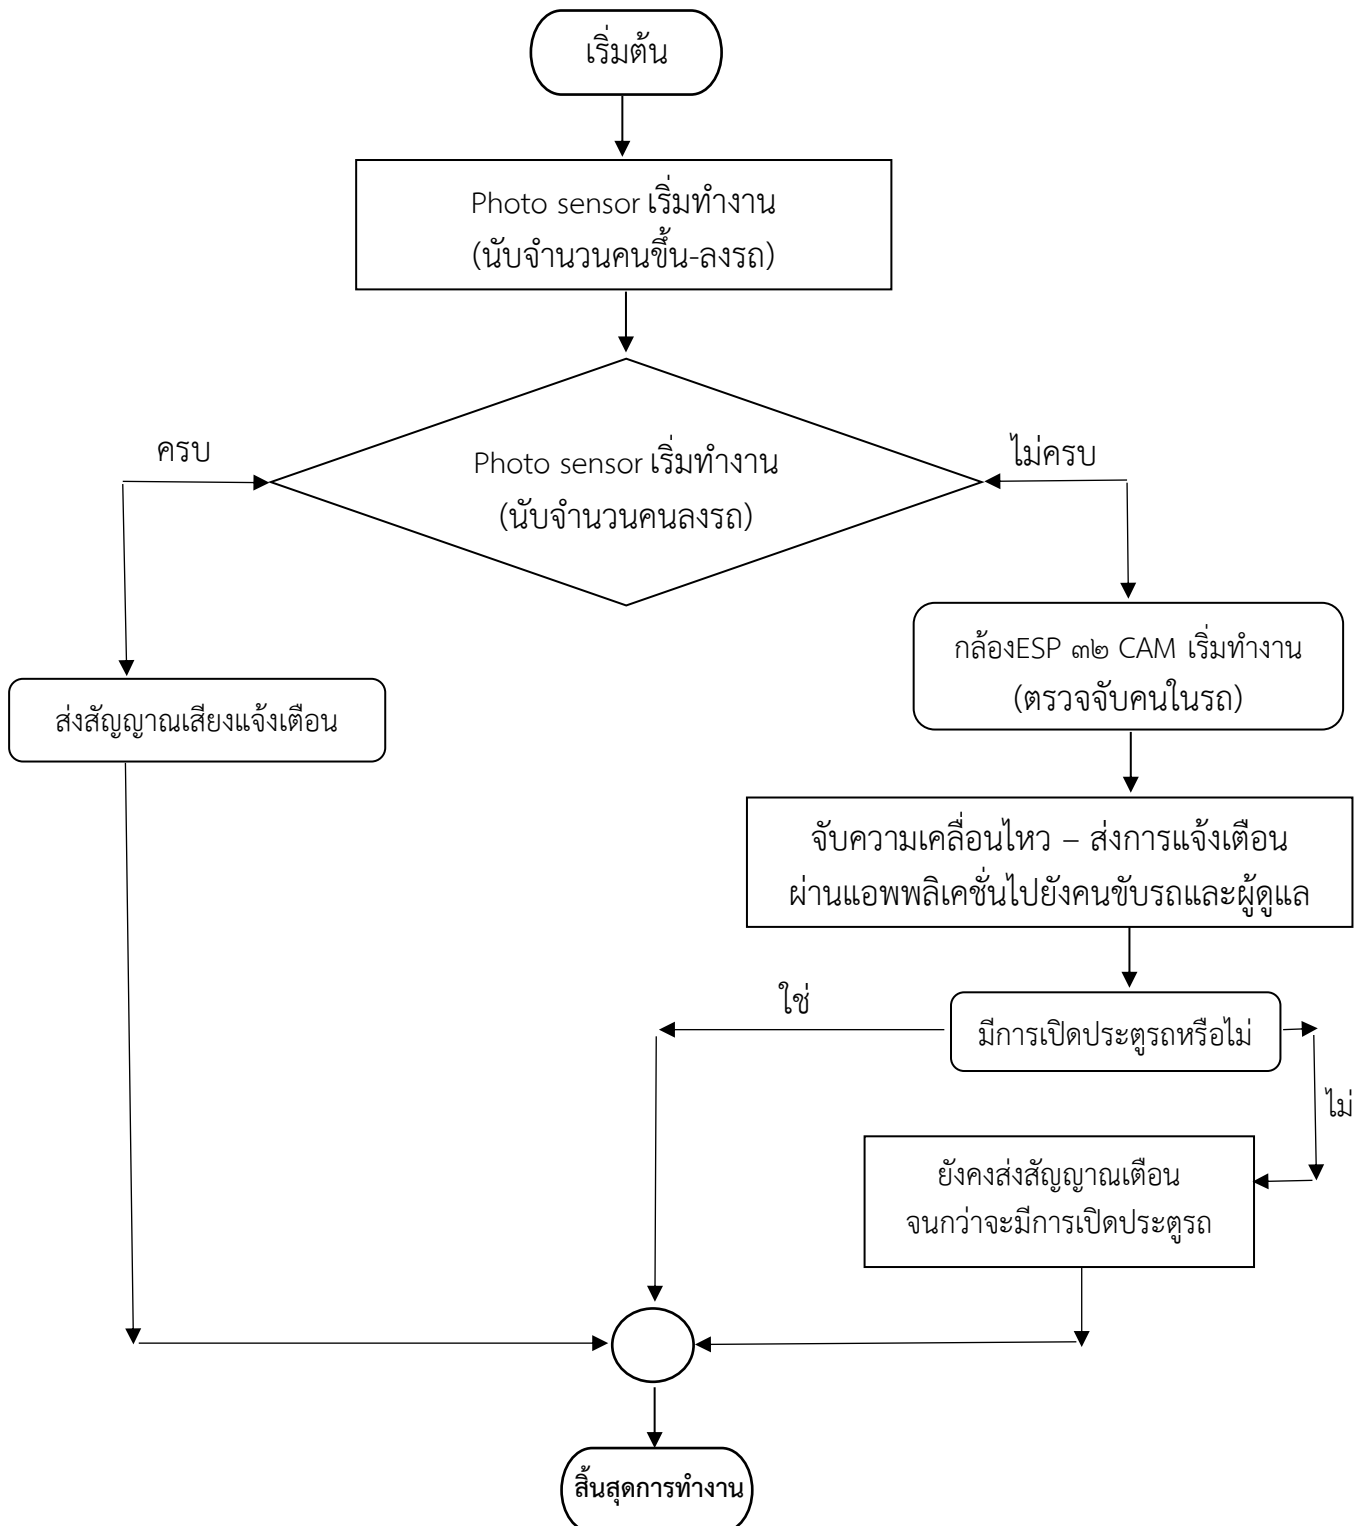 เริ่มต้น
Photo sensor เริ่มทำงาน
(นับจำนวนคนขึ้น-ลงรถ)
ครบ
ไม่ครบ
Photo sensor เริ่มทำงาน
(นับจำนวนคนลงรถ)
กล้องESP ๓๒ CAM เริ่มทำงาน
(ตรวจจับคนในรถ)
ส่งสัญญาณเสียงแจ้งเตือน
จับความเคลื่อนไหว – ส่งการแจ้งเตือน
ผ่านแอพพลิเคชั่นไปยังคนขับรถและผู้ดูแล
ใช่
มีการเปิดประตูรถหรือไม่
ไม่
ยังคงส่งสัญญาณเตือน
จนกว่าจะมีการเปิดประตูรถ
สิ้นสุดการทำงาน